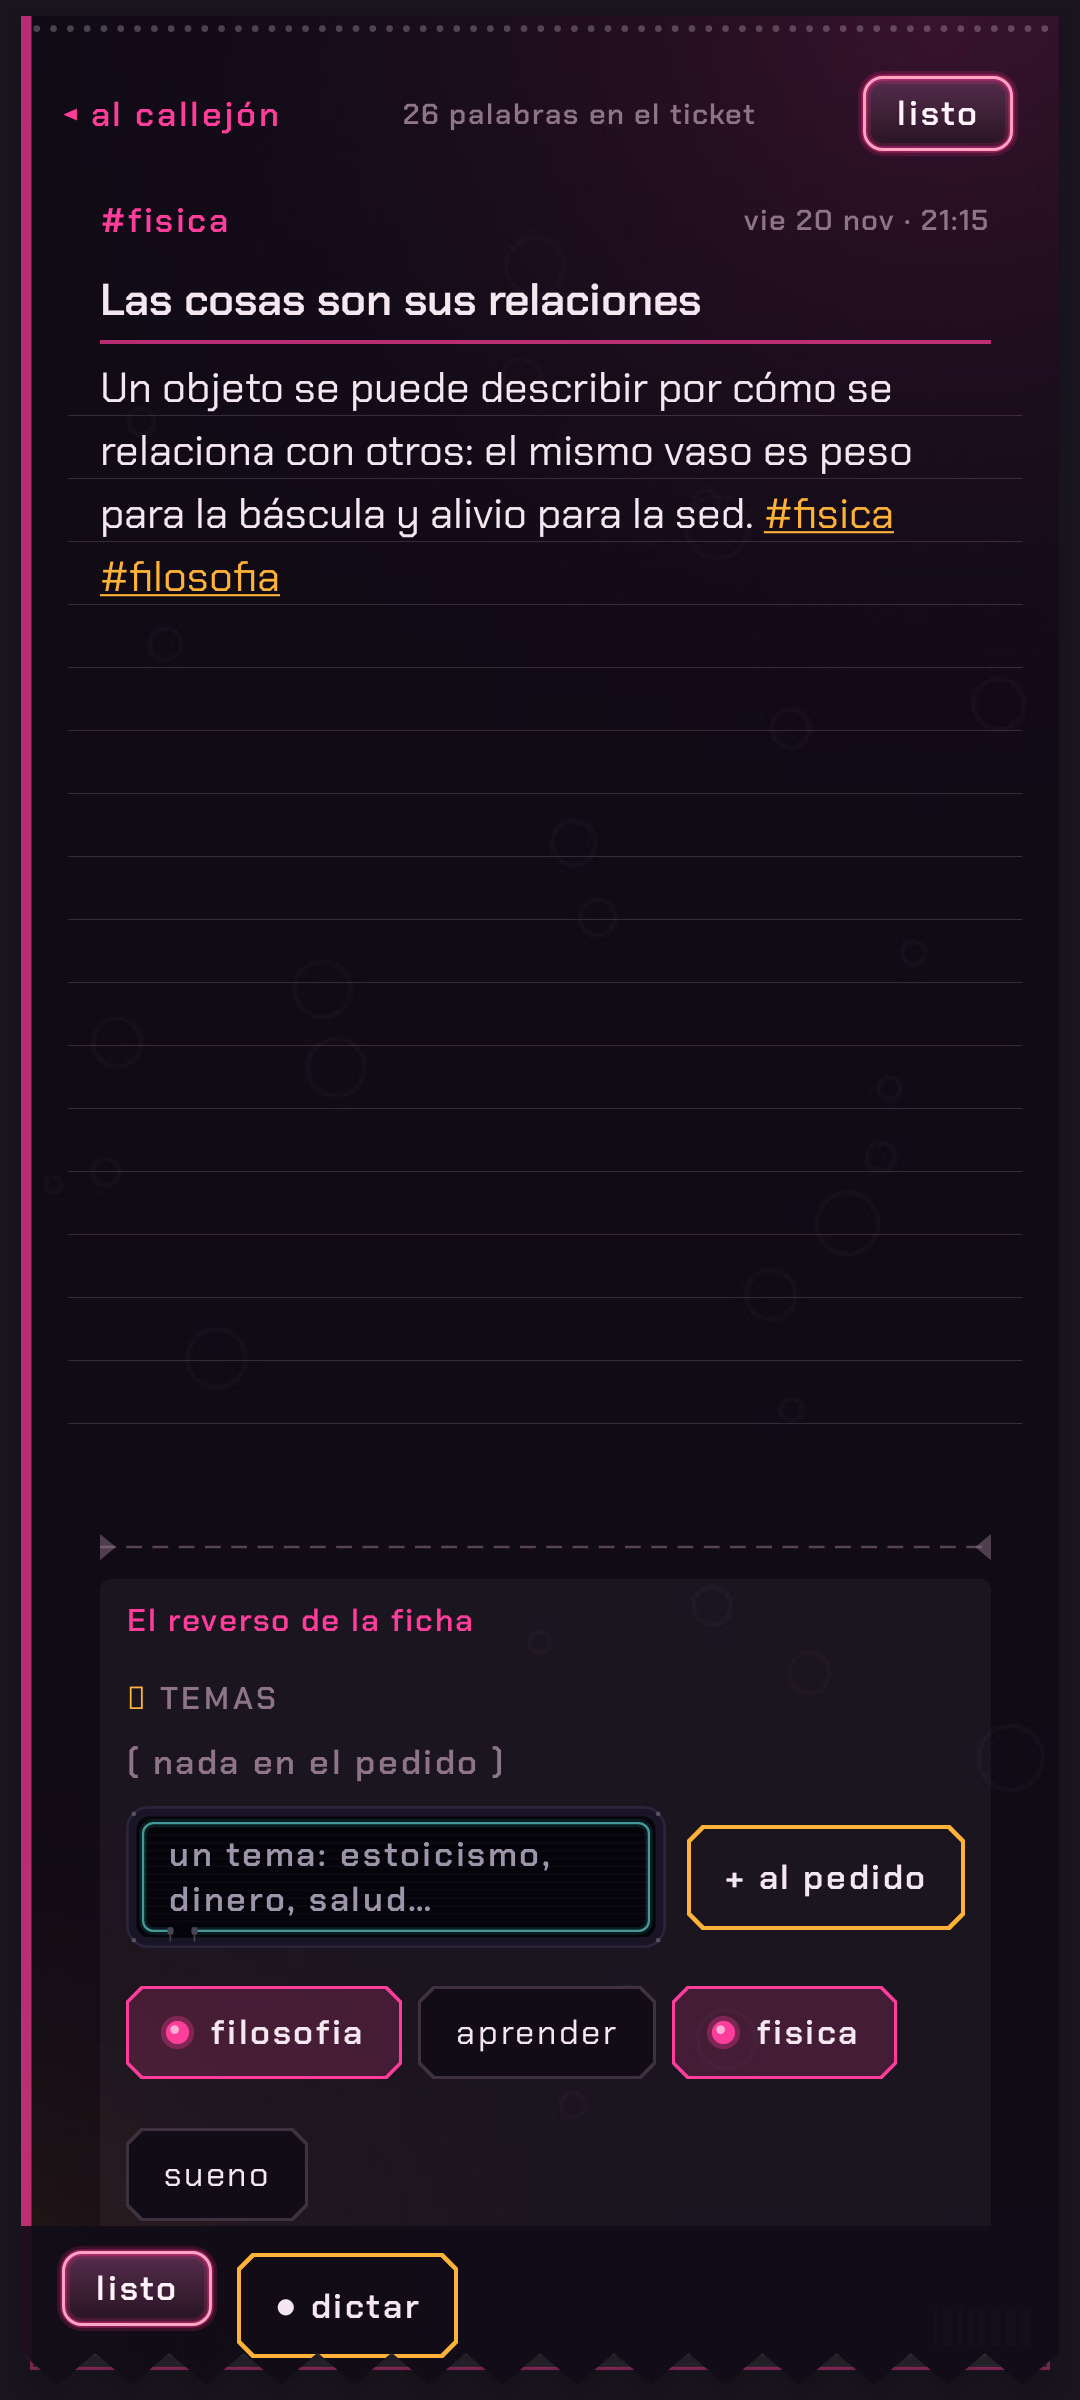 ◂ al callejón
26 palabras en el ticket
listo
#fisica
vie 20 nov · 21:15
Las cosas son sus relaciones
Un objeto se puede describir por cómo se
relaciona con otros: el mismo vaso es peso
para la báscula y alivio para la sed. #fisica
#filosofia
El reverso de la ficha
TEMAS
( nada en el pedido )
un tema: estoicismo,
dinero, salud…
+ al pedido
filosofia
aprender
fisica
sueno
listo
● dictar